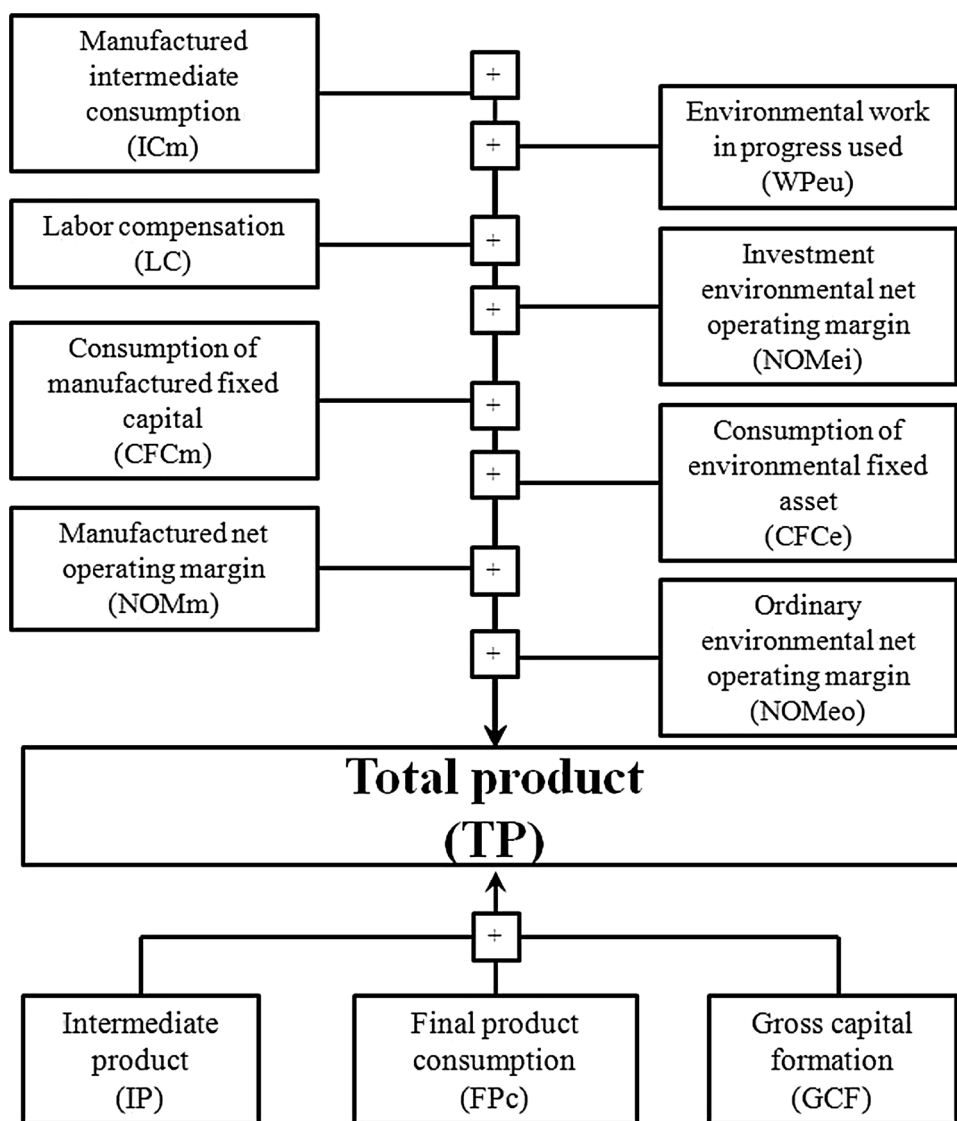 Manufactured
intermediate
consumption
(ICm)
+
+
Environmental work
in progress used
(WPeu)
Labor compensation
(LC)
+
Investment
environmental net
operating margin
(NOMei)
+
Consumption of
manufactured fixed
capital
(CFCm)
+
Consumption of
environmental fixed
asset
(CFCe)
+
Manufactured net
operating margin
(NOMm)
+
Ordinary
environmental net
operating margin
(NOMeo)
+
Total product
(TP)
+
Intermediate
product
(IP)
Final product
consumption
(FPc)
Gross capital
formation
(GCF)